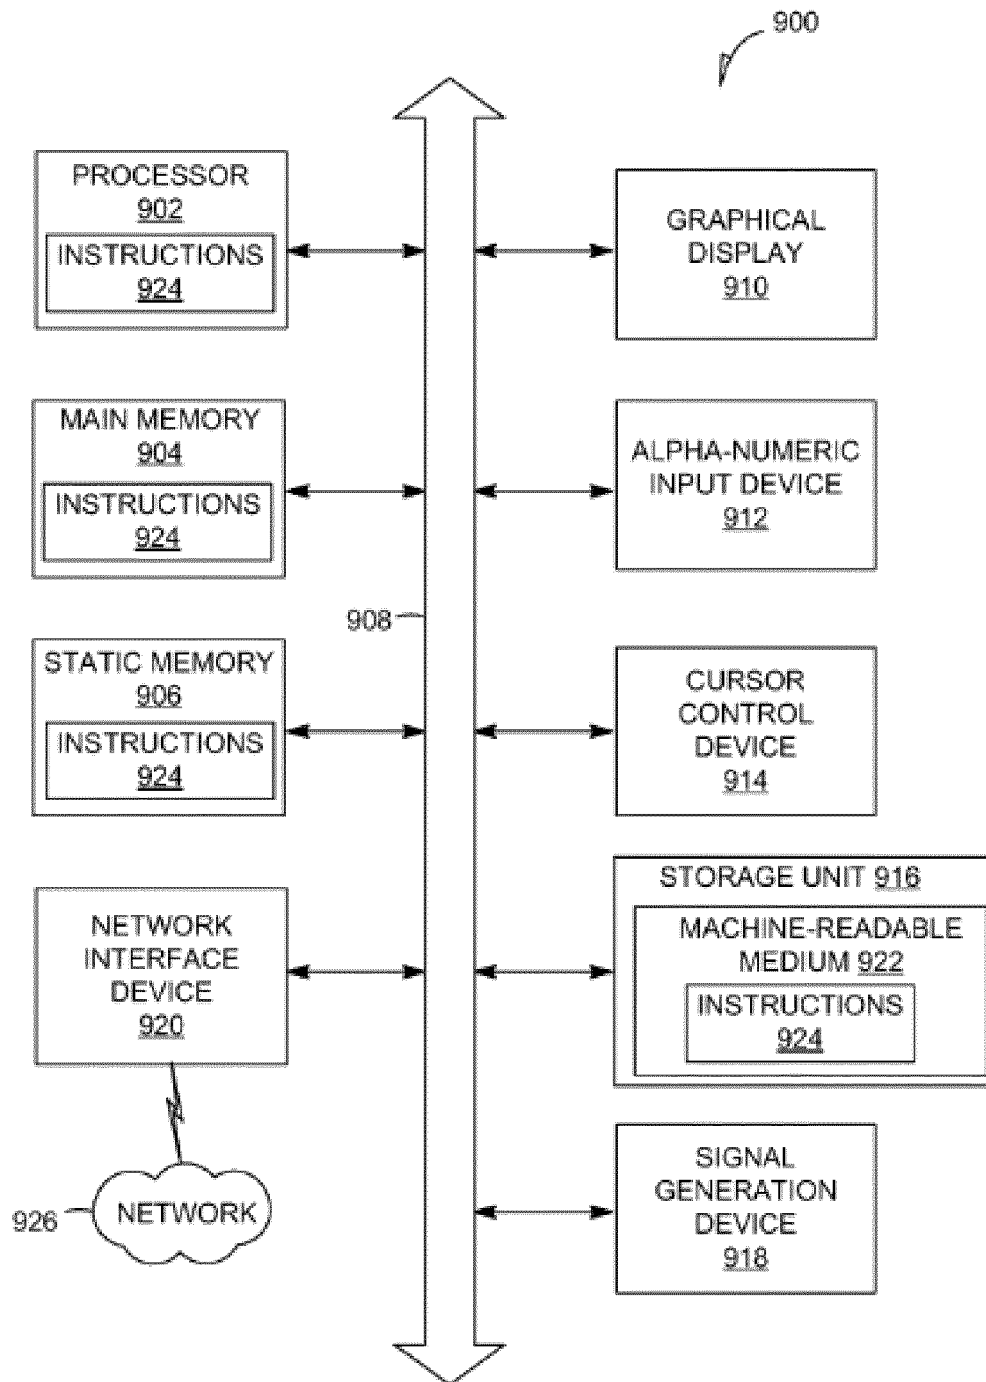 900
PROCESSOR
902
INSTRUCTIONS
924
GRAPHICAL
DISPLAY
910
MAIN MEMORY
904
INSTRUCTIONS
924
ALPHA-NUMERIC
INPUT DEVICE
912
908
STATIC MEMORY
906
INSTRUCTIONS
924
CURSOR
CONTROL
DEVICE
914
NETWORK
INTERFACE
DEVICE
920
STORAGE UNIT 916
MACHINE-READABLE
MEDIUM 922
INSTRUCTIONS
924
926
NETWORK
SIGNAL
GENERATION
DEVICE
918